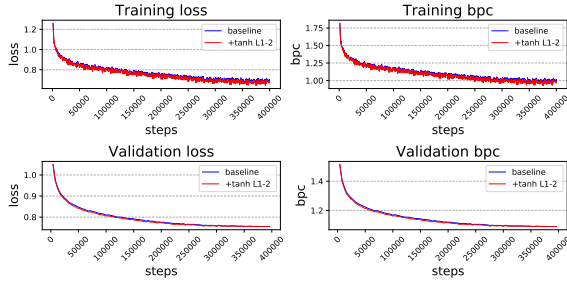 Training loss
loss
1.2
1.0
0.8
baseline
+tanh L1-2
0
50000
100000
150000
200000
250000
300000
350000
400000
steps
Training bpc
bpc
1.75
1.50
1.25
1.00
baseline
+tanh L1-2
0
50000
100000
150000
200000
250000
300000
350000
400000
steps
Validation loss
loss
1.0
0.9
0.8
baseline
+tanh L1-2
0
50000
100000
150000
200000
250000
300000
350000
400000
steps
Validation bpc
bpc
1.4
1.2
baseline
+tanh L1-2
0
50000
100000
150000
200000
250000
300000
350000
400000
steps